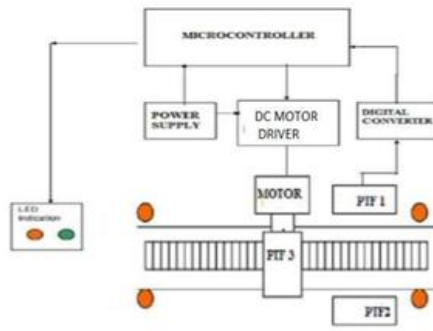 MICROCONTROLLER
POWER
SUPPLY
DC MOTOR
DRIVER
DIGITAL
CONVERTER
MOTOR
PIF 1
LED
Indication
PIF 3
PIF2